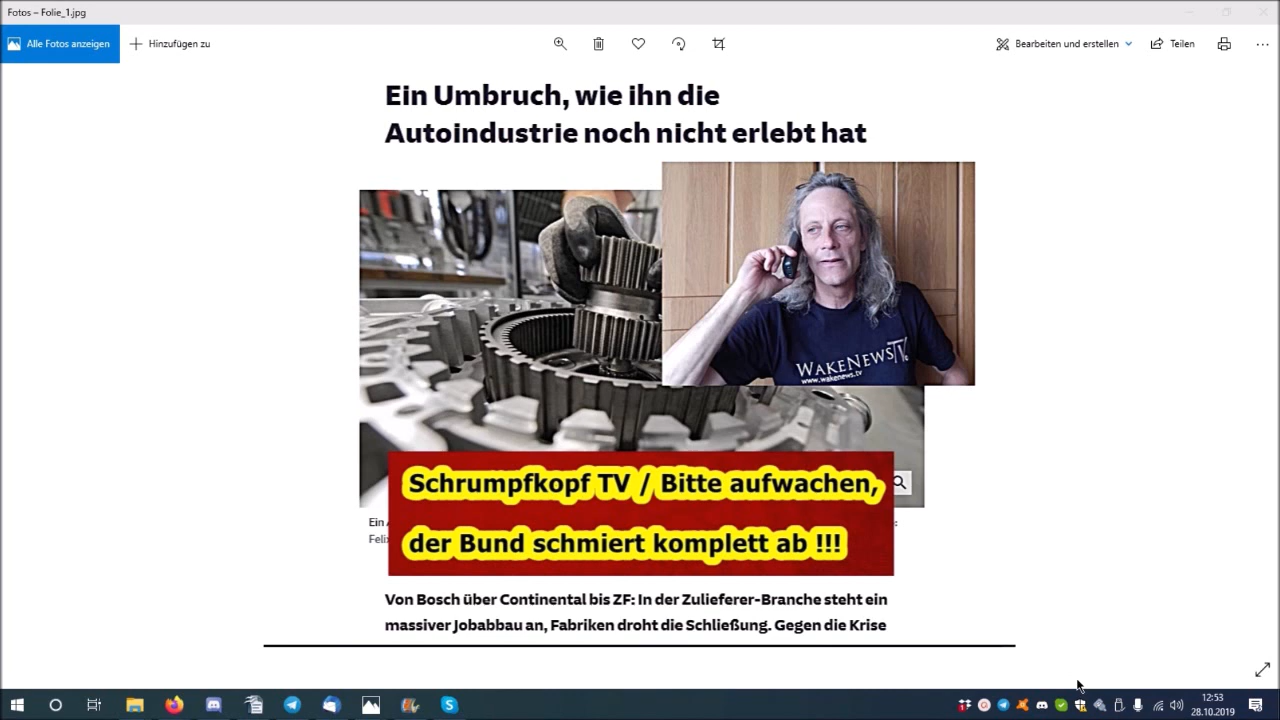 Fotos – Folie_1.jpg
Alle Fotos anzeigen
Hinzufügen zu
Bearbeiten und erstellen
Teilen
Ein Umbruch, wie ihn die
Autoindustrie noch nicht erlebt hat
WAKENEWSTV
www.wakenews.tv
Schrumpfkopf TV / Bitte aufwachen,
der Bund schmiert komplett ab !!!
Ein
Felix
Von Bosch über Continental bis ZF: In der Zulieferer-Branche steht ein
massiver Jobabbau an, Fabriken droht die Schließung. Gegen die Krise
12:53
28.10.2019